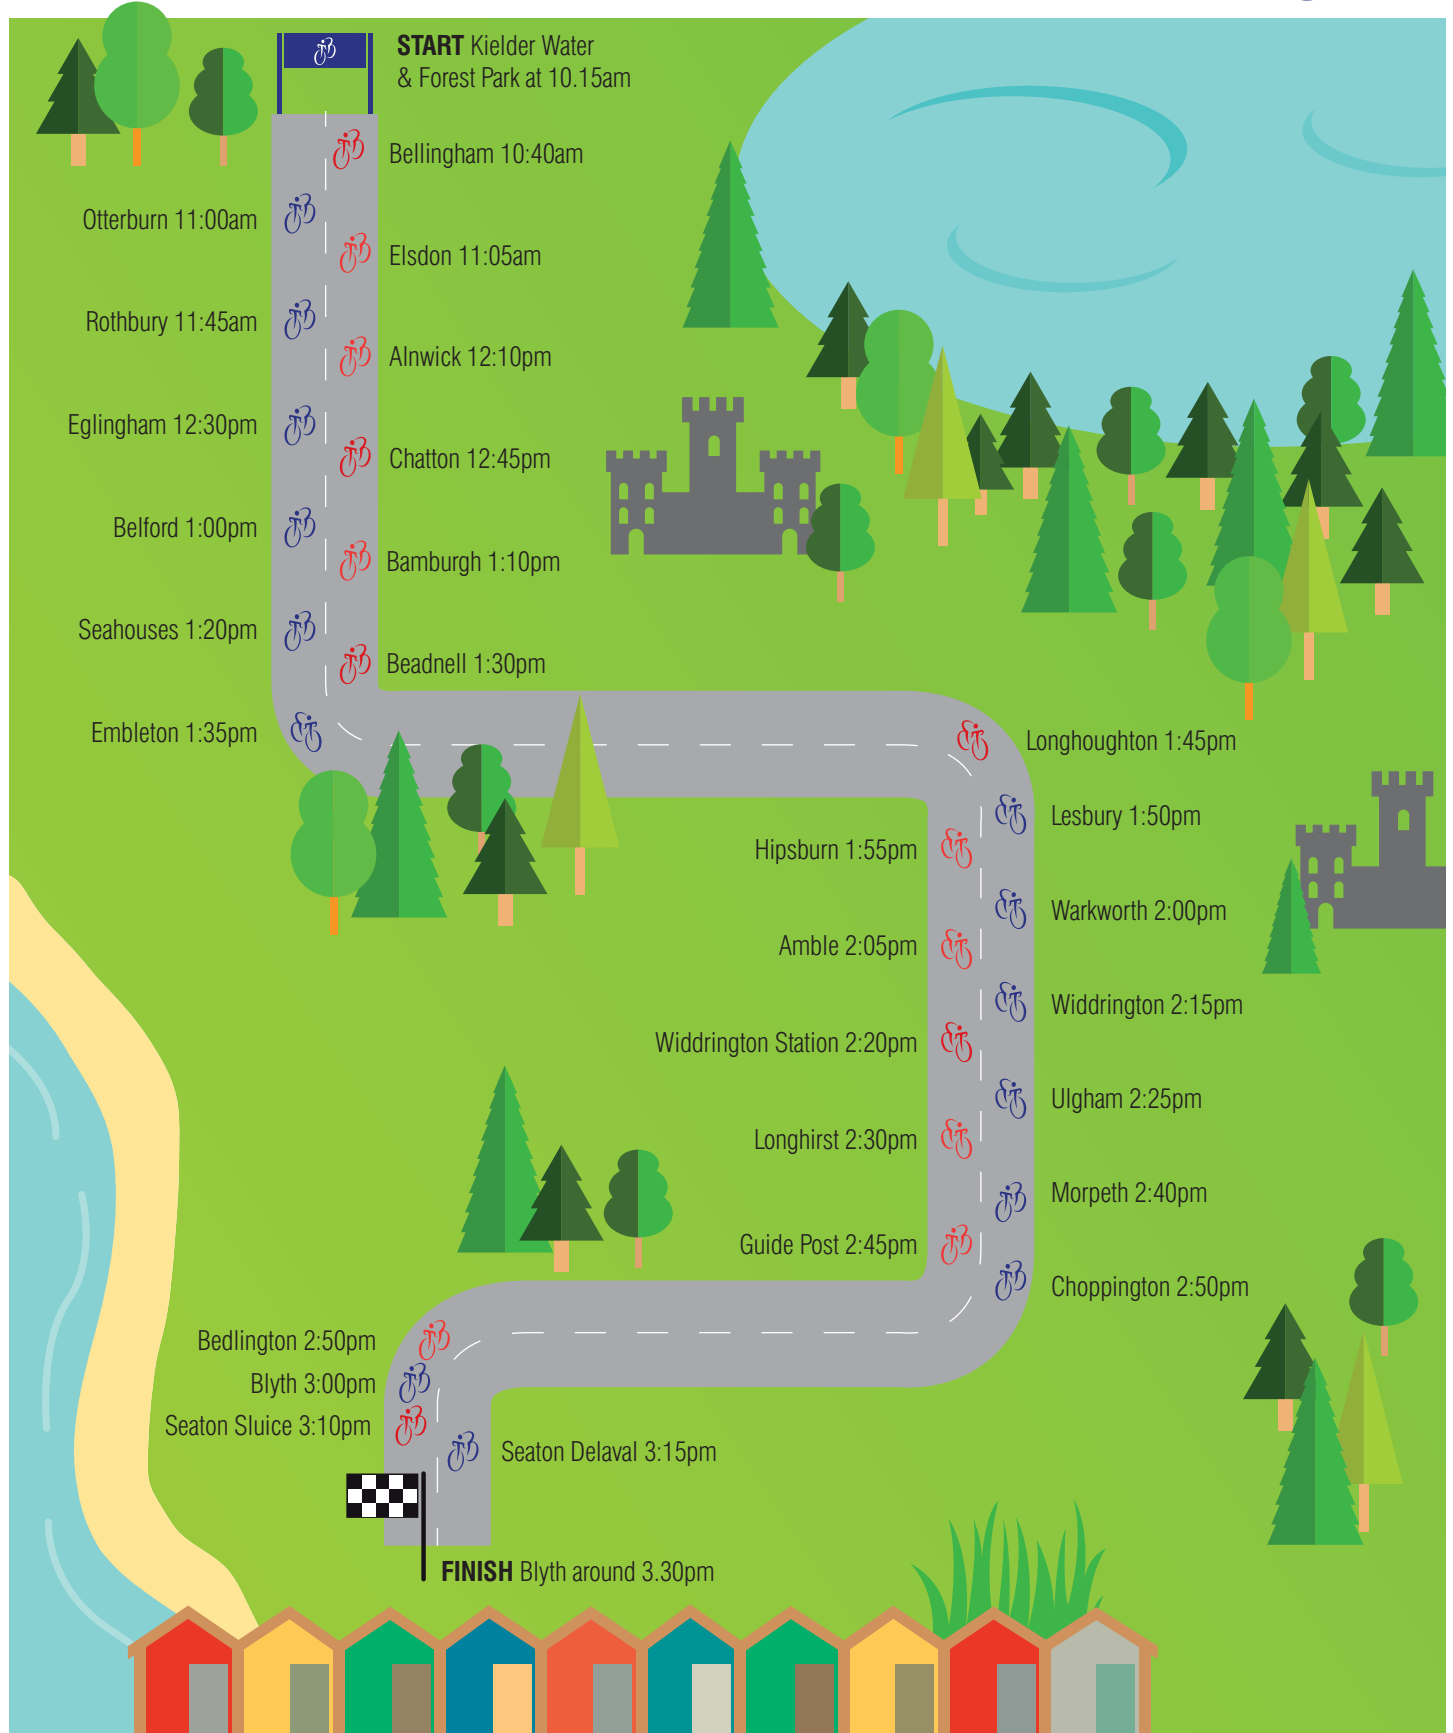 START Kielder Water
& Forest Park at 10.15am
Bellingham 10:40am
Otterburn 11:00am
Elsdon 11:05am
Rothbury 11:45am
Alnwick 12:10pm
Eglingham 12:30pm
Chatton 12:45pm
Belford 1:00pm
Bamburgh 1:10pm
Seahouses 1:20pm
Beadnell 1:30pm
Embleton 1:35pm
Longhoughton 1:45pm
Lesbury 1:50pm
Hipsburn 1:55pm
Warkworth 2:00pm
Amble 2:05pm
Widdrington 2:15pm
Widdrington Station 2:20pm
Ulgham 2:25pm
Longhirst 2:30pm
Morpeth 2:40pm
Guide Post 2:45pm
Choppington 2:50pm
Bedlington 2:50pm
Blyth 3:00pm
Seaton Sluice 3:10pm
Seaton Delaval 3:15pm
FINISH Blyth around 3.30pm